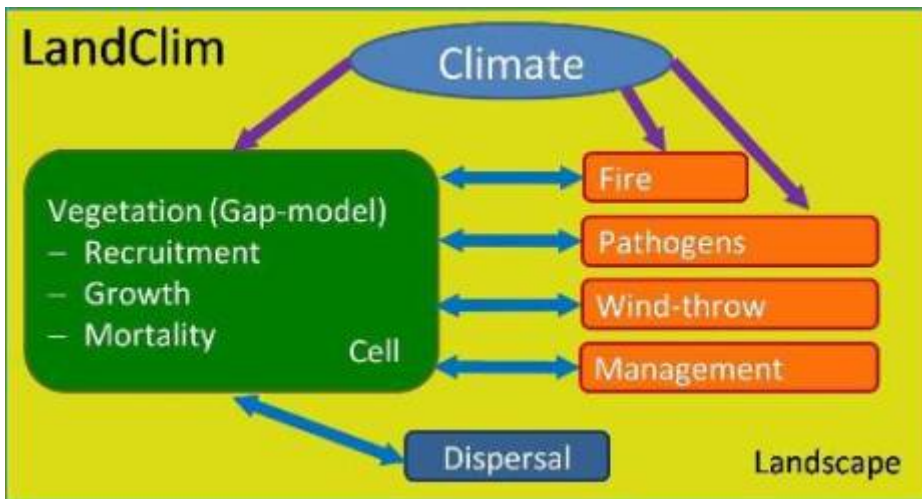 LandClim
Climate
Vegetation (Gap-model)
– Recruitment
– Growth
– Mortality
Cell
Fire
Pathogens
Wind-throw
Management
Dispersal
Landscape